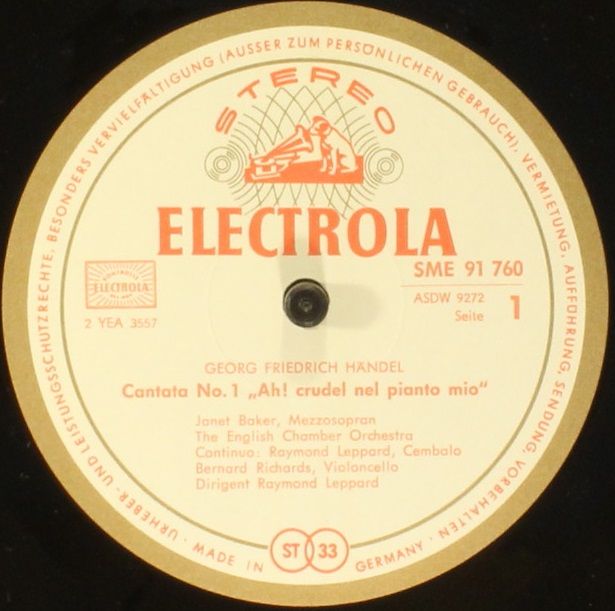 URHEBER- UND LEISTUNGSSCHUTZRECHTE, BESONDERS VERVIELFÄLTIGUNG (AUSSER ZUM PERSÖNLICHEN GEBRAUCH), VERMIETUNG, AUFFÜHRUNG, SENDUNG, VORBEHALTEN ·
STEREO
ELECTROLA
SME 91 760
ELECTROLA
ASDW 9272
2 YEA 3557
Seite 1
GEORG FRIEDRICH HÄNDEL
Cantata No. 1 „Ah! crudel nel pianto mio“
Janet Baker, Mezzosopran
The English Chamber Orchestra
Continuo: Raymond Leppard, Cembalo
Bernard Richards, Violoncello
Dirigent Raymond Leppard
ST 33
MADE IN GERMANY